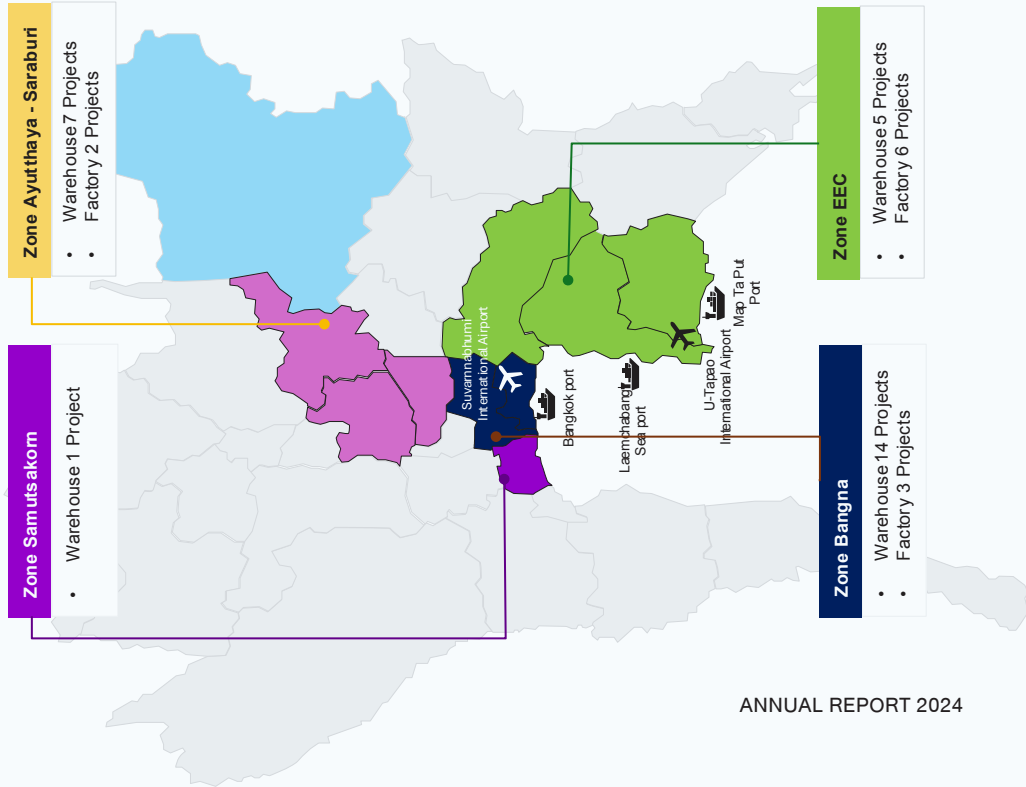 Zone Samutsakom
• Warehouse 1 Project
Zone Ayutthaya - Saraburi
• Warehouse 7 Projects
• Factory 2 Projects
Suvarnnabhumi
International Airport
Bangkok port
Laemchabang
Sea port
U-Tapao
International Airport
Map Ta Put
Port
Zone Bangna
• Warehouse 14 Projects
• Factory 3 Projects
Zone EEC
• Warehouse 5 Projects
• Factory 6 Projects
ANNUAL REPORT 2024